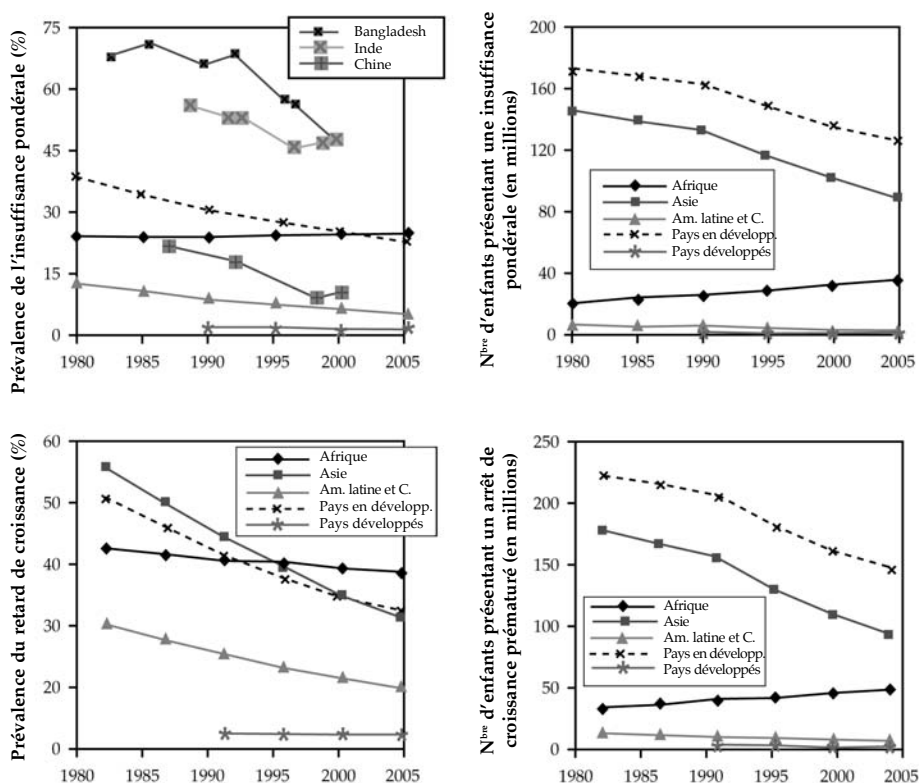 Prévalence de l'insuffisance pondérale (%)
75
60
45
30
15
0
1980 1985 1990 1995 2000 2005
Bangladesh
Inde
Chine
Nbre d'enfants présentant une insuffisance
pondérale (en millions)
200
160
120
80
40
0
1980 1985 1990 1995 2000 2005
Afrique
Asie
Am. latine et C.
Pays en développ.
Pays développés
Prévalence du retard de croissance (%)
60
50
40
30
20
0
1980 1985 1990 1995 2000 2005
Afrique
Asie
Am. latine et C.
Pays en développ.
Pays développés
Nbre d'enfants présentant un arrêt de
croissance prématuré (en millions)
250
200
150
100
50
0
1980 1985 1990 1995 2000 2005
Afrique
Asie
Am. latine et C.
Pays en développ.
Pays développés